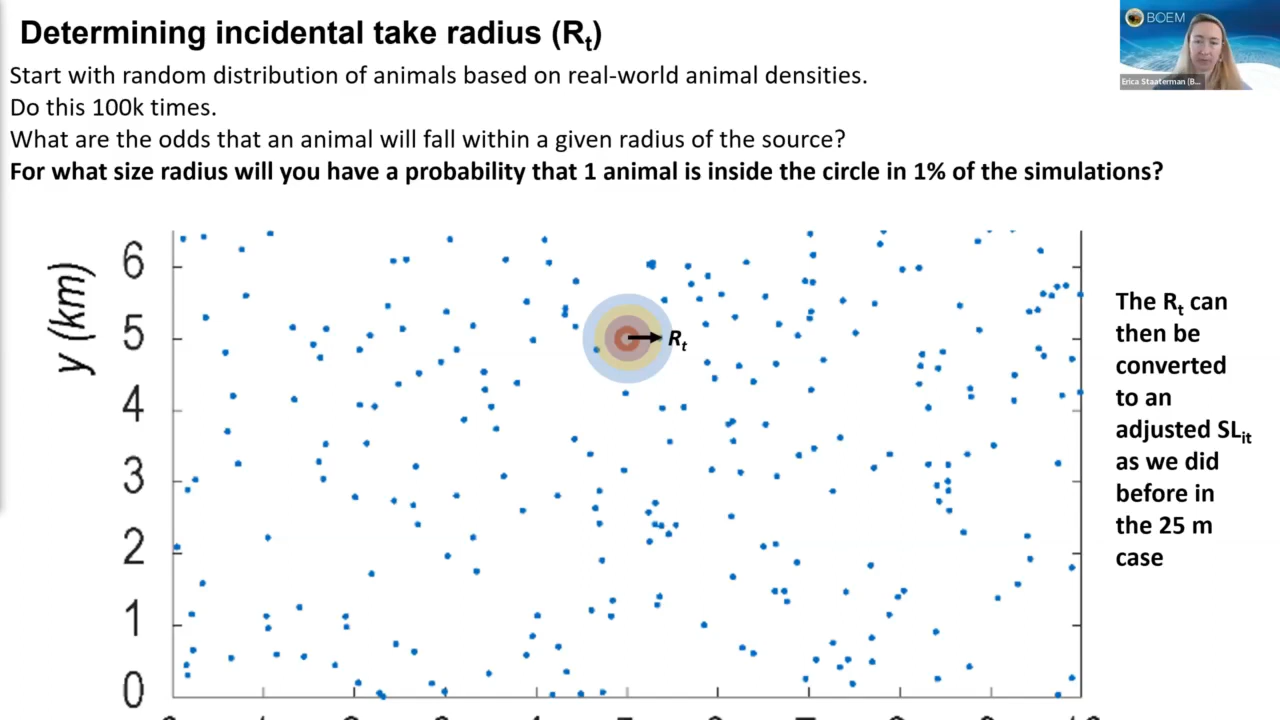 Determining incidental take radius (Rt)
BOEM
Start with random distribution of animals based on real-world animal densities.
Do this 100k times.
What are the odds that an animal will fall within a given radius of the source?
For what size radius will you have a probability that 1 animal is inside the circle in 1% of the simulations?
Erica Staaterman (B...
y (km)
6
5
4
3
2
1
0
Rt
The Rt can
then be
converted
to an
adjusted SLit
as we did
before in
the 25 m
case